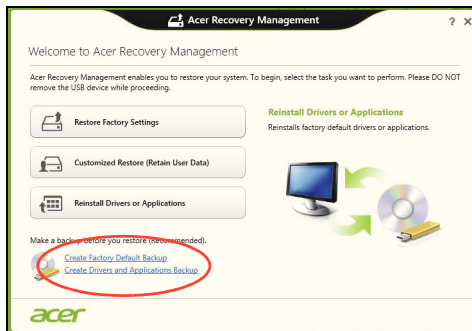 Acer Recovery Management
? X
Welcome to Acer Recovery Management
Acer Recovery Management enables you to restore your system. To begin, select the task you want to perform. Please DO NOT
remove the USB device while proceeding.
Restore Factory Settings
Customized Restore (Retain User Data)
Reinstall Drivers or Applications
Reinstall Drivers or Applications
Reinstalls factory default drivers or applications.
Make a backup before you restore (Recommended).
Create Factory Default Backup
Create Drivers and Applications Backup
acer